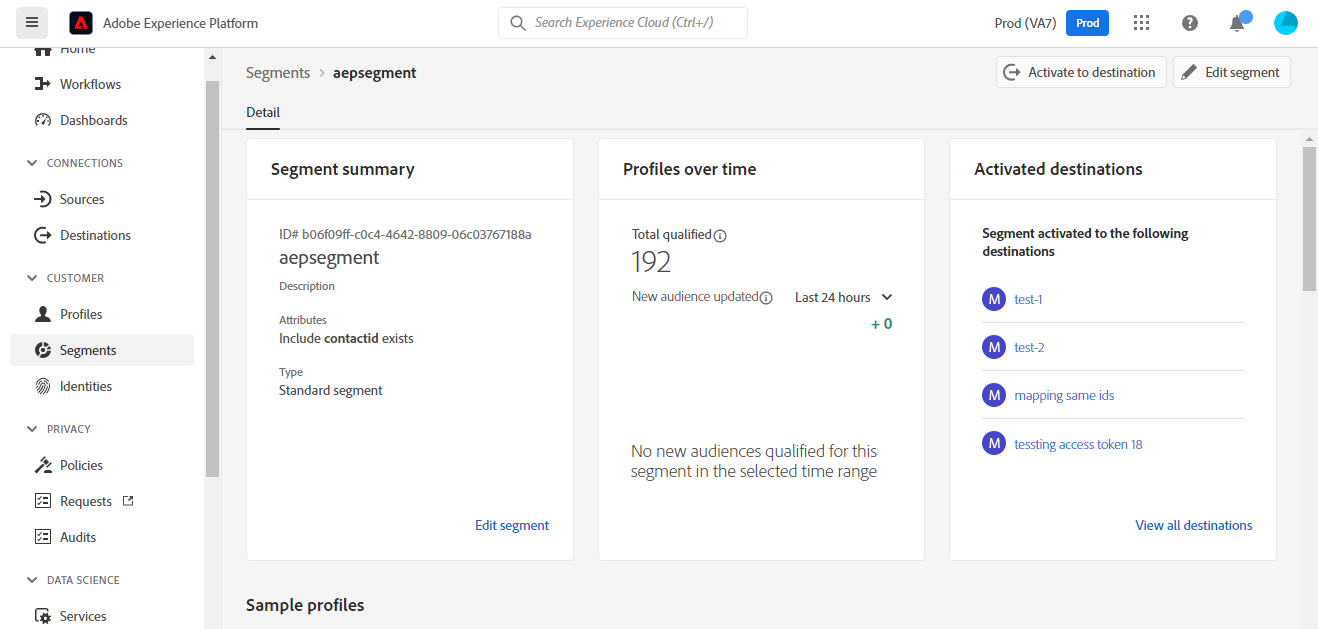 Adobe Experience Platform
Search Experience Cloud (Ctrl+/)
Prod (VA7)
Prod
Home
Workflows
Dashboards
CONNECTIONS
Sources
Destinations
CUSTOMER
Profiles
Segments
Identities
PRIVACY
Policies
Requests
Audits
DATA SCIENCE
Services
Segments > aepsegment
Activate to destination
Edit segment
Detail
Segment summary
ID# b06f09ff-c0c4-4642-8809-06c03767188a
aepsegment
Description
Attributes
Include contactid exists
Type
Standard segment
Edit segment
Profiles over time
Total qualified
192
New audience updated
Last 24 hours
+ 0
No new audiences qualified for this
segment in the selected time range
Activated destinations
Segment activated to the following
destinations
M test-1
M test-2
M mapping same ids
M tessting access token 18
View all destinations
Sample profiles